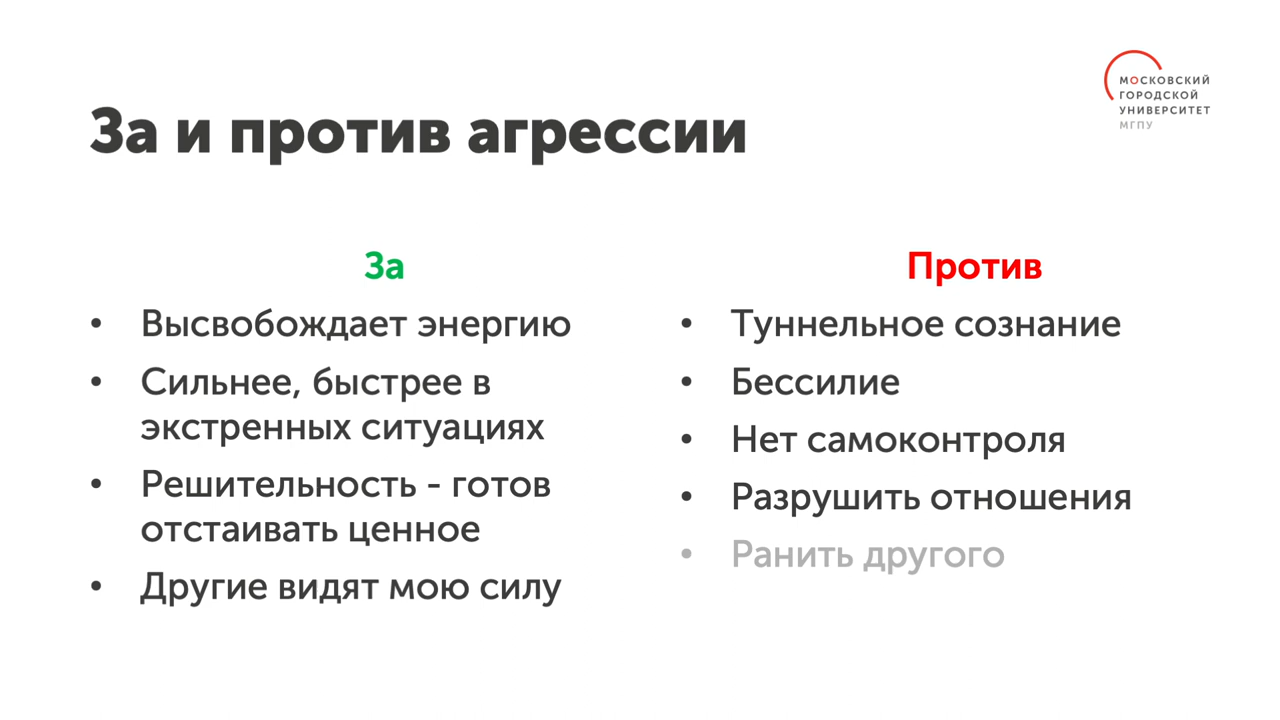 МОСКОВСКИЙ
ГОРОДСКОЙ
УНИВЕРСИТЕТ
МГПУ
За и против агрессии
За
• Высвобождает энергию
• Сильнее, быстрее в
экстренных ситуациях
• Решительность - готов
отстаивать ценное
• Другие видят мою силу
Против
• Туннельное сознание
• Бессилие
• Нет самоконтроля
• Разрушить отношения
• Ранить другого